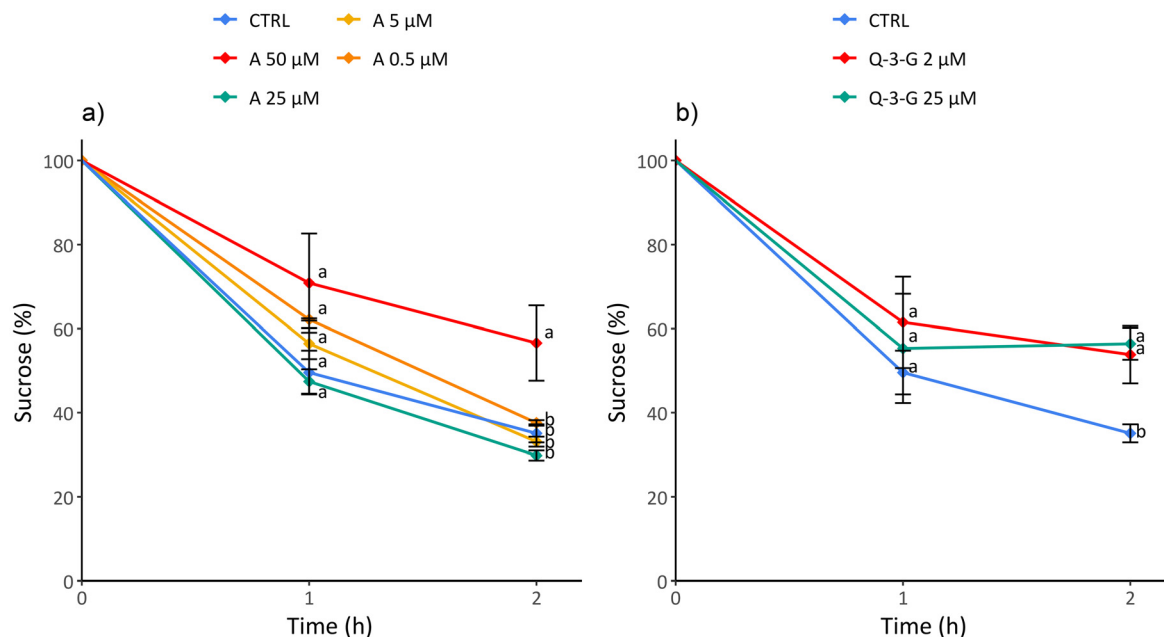 CTRL
A 5 µM
A 50 µM
A 0.5 µM
A 25 µM
a)
Sucrose (%)
100
80
60
40
20
0
a
a
a
a
a
a
b
b
b
b
0
1
2
Time (h)
CTRL
Q-3-G 2 µM
Q-3-G 25 µM
b)
Sucrose (%)
100
80
60
40
20
0
a
a
a
a
a
b
0
1
2
Time (h)